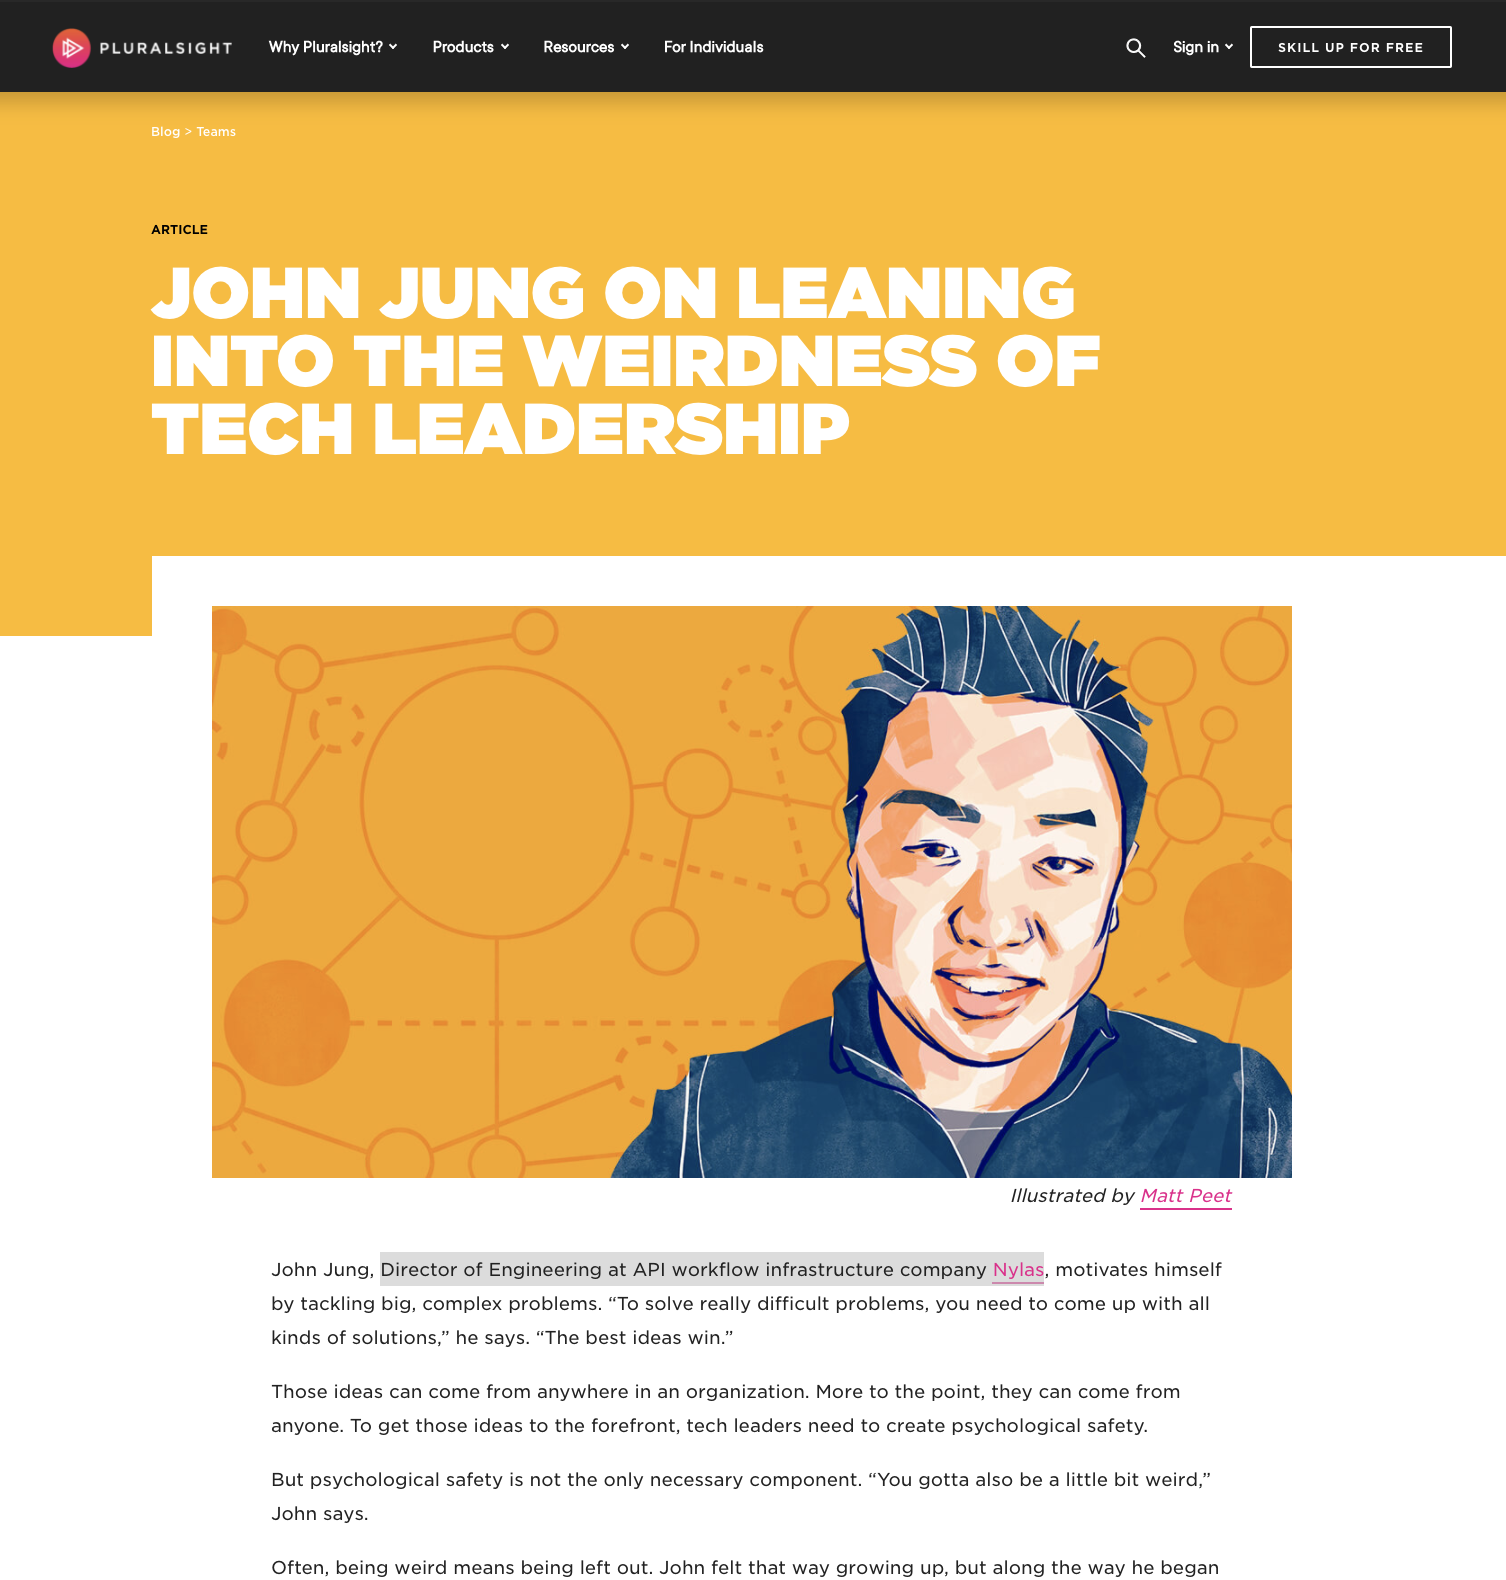 PLURALSIGHT Why Pluralsight? Products Resources For Individuals Sign in SKILL UP FOR FREE
Blog > Teams
ARTICLE
JOHN JUNG ON LEANING
INTO THE WEIRDNESS OF
TECH LEADERSHIP
Illustrated by Matt Peet
John Jung, Director of Engineering at API workflow infrastructure company Nylas, motivates himself
by tackling big, complex problems. “To solve really difficult problems, you need to come up with all
kinds of solutions,” he says. “The best ideas win.”
Those ideas can come from anywhere in an organization. More to the point, they can come from
anyone. To get those ideas to the forefront, tech leaders need to create psychological safety.
But psychological safety is not the only necessary component. “You gotta also be a little bit weird,”
John says.
Often, being weird means being left out. John felt that way growing up, but along the way he began